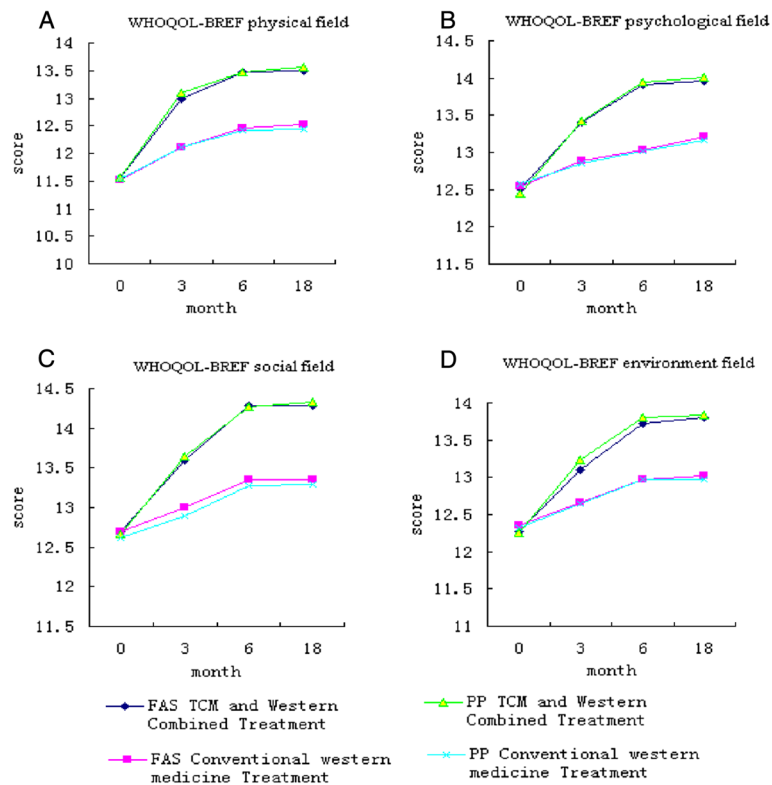 A
WHOQOL-BREF physical field
14
13.5
13
12.5
12
11.5
11
10.5
10
score
0 3 6 18
month
B
WHOQOL-BREF psychological field
14.5
14
13.5
13
12.5
12
11.5
score
0 3 6 18
month
C
WHOQOL-BREF social field
14.5
14
13.5
13
12.5
12
11.5
score
0 3 6 18
month
D
WHOQOL-BREF environment field
14
13.5
13
12.5
12
11.5
11
score
0 3 6 18
month
FAS TCM and Western
Combined Treatment
PP TCM and Western
Combined Treatment
FAS Conventional western
medicine Treatment
PP Conventional western
medicine Treatment